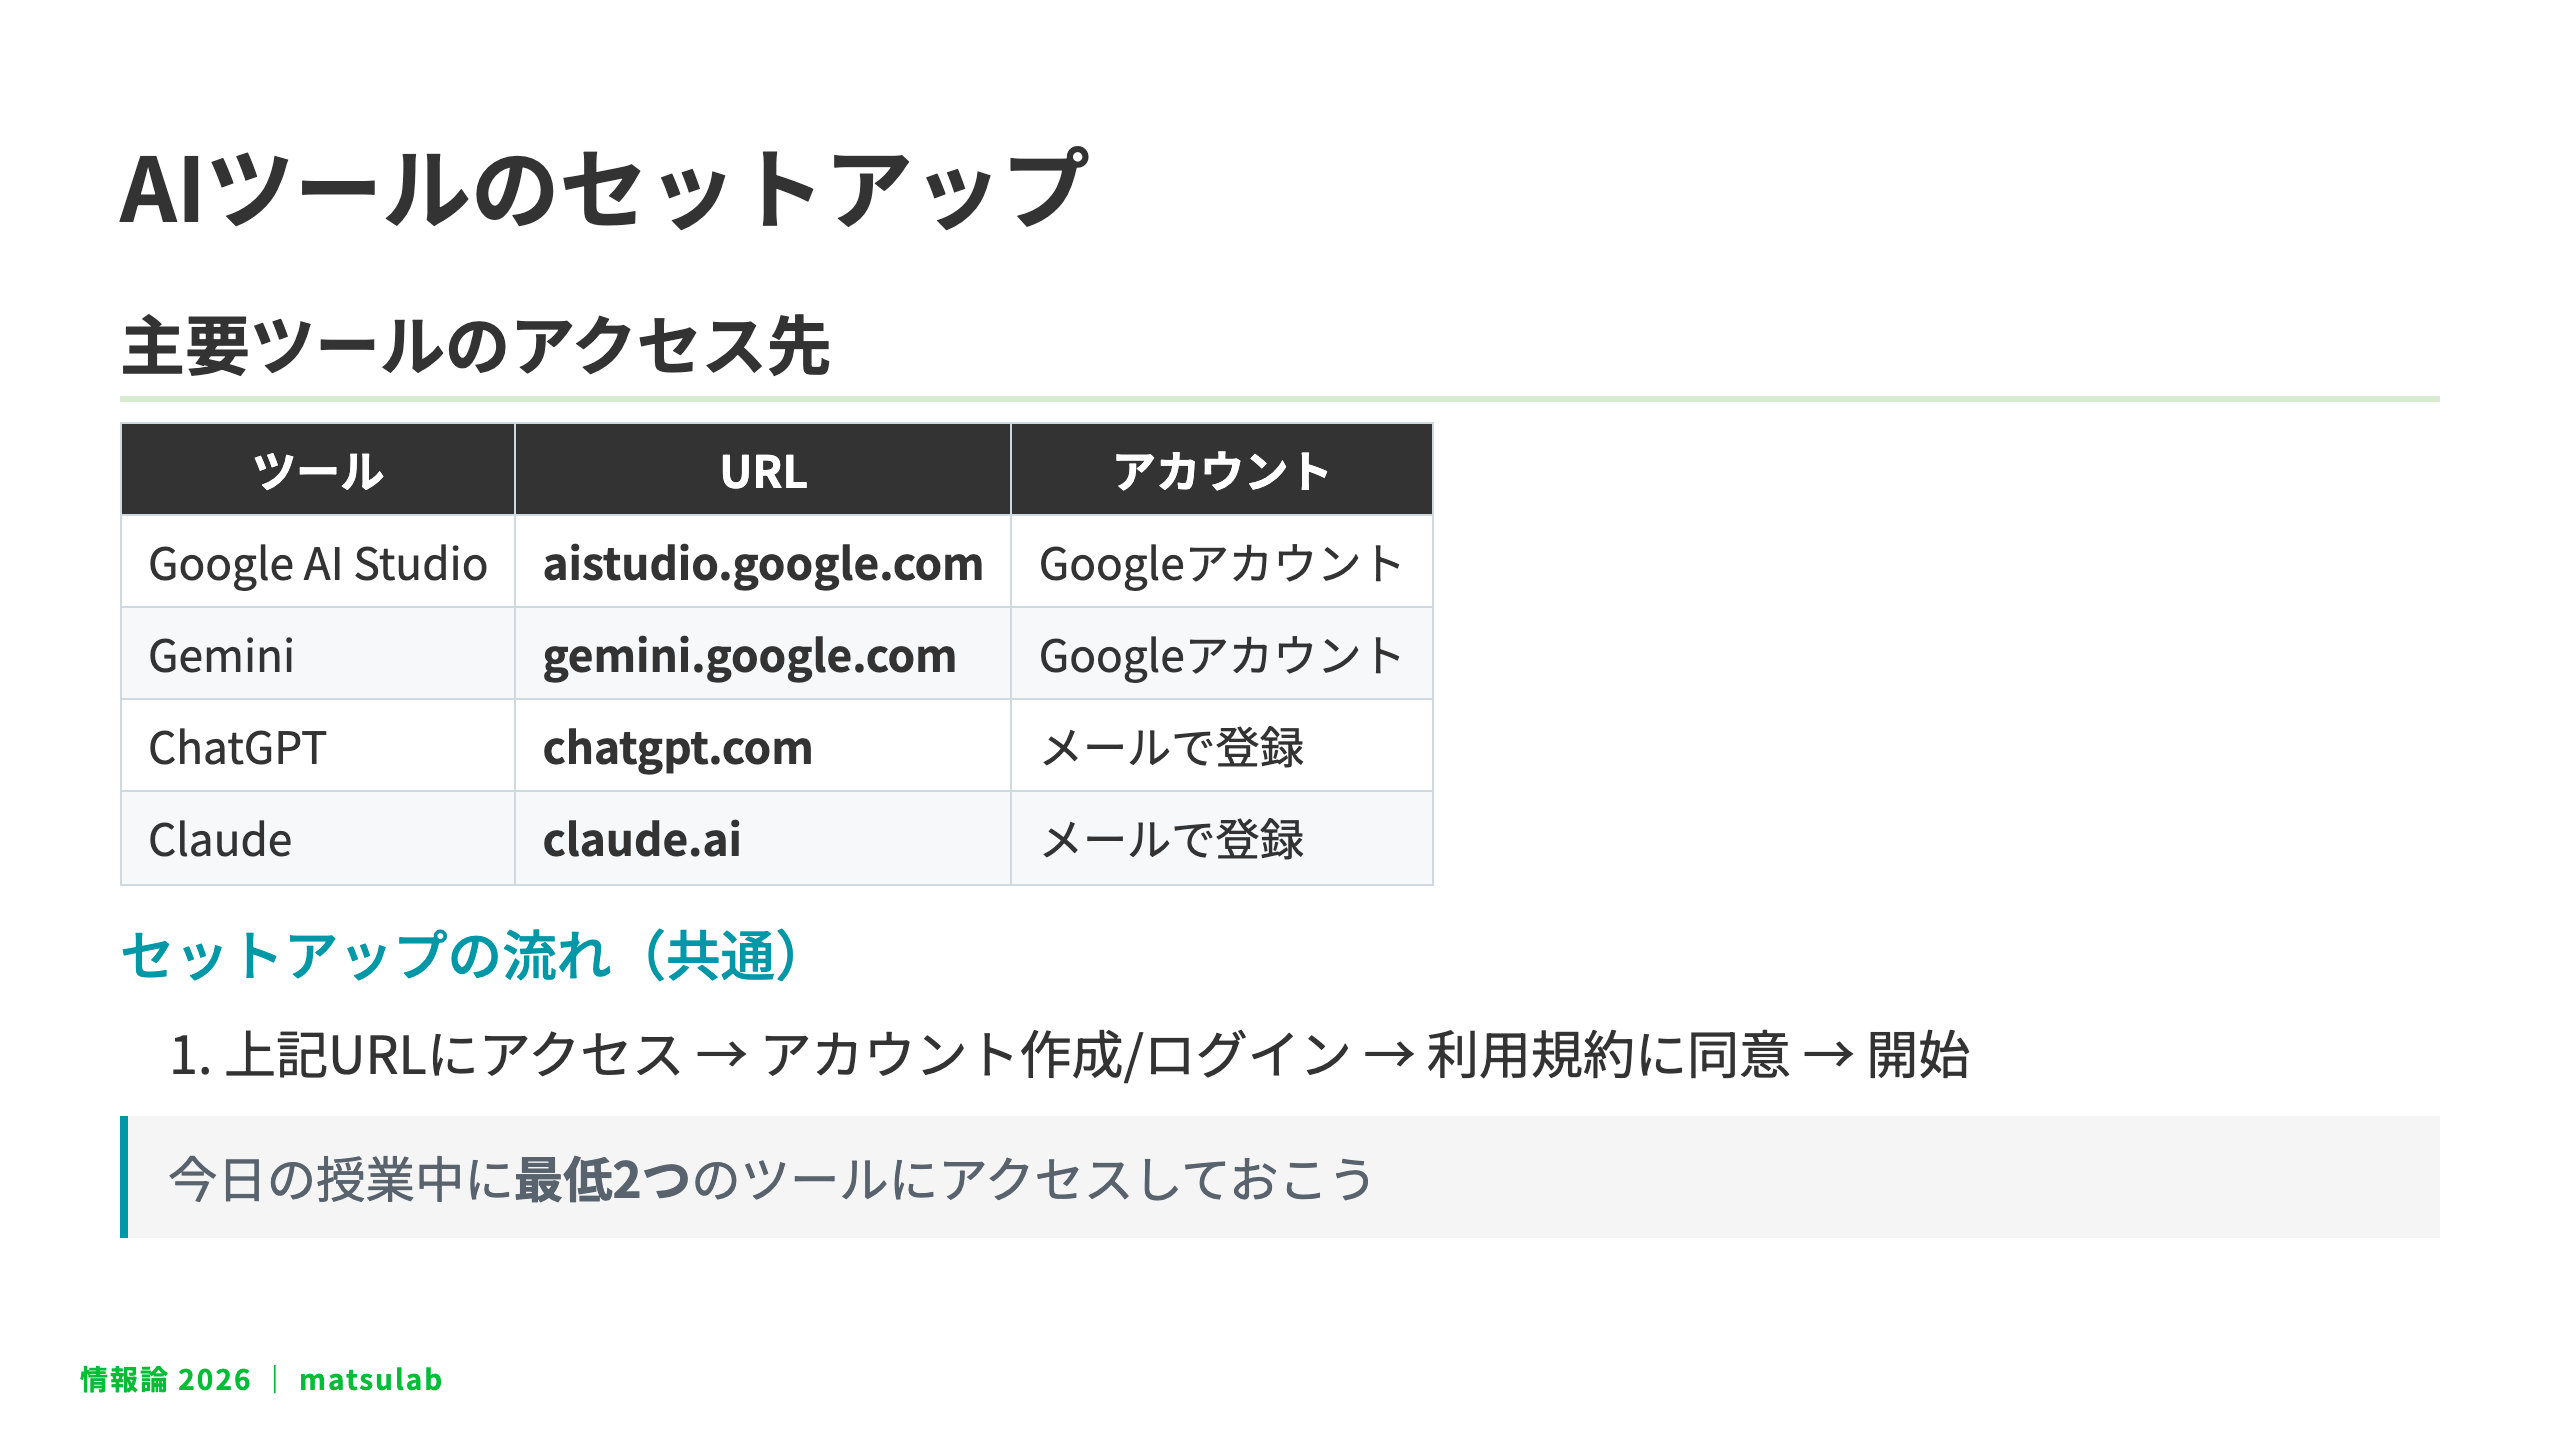 AIツールのセットアップ
主要ツールのアクセス先
ツール URL アカウント
Google AI Studio aistudio.google.com Googleアカウント
Gemini gemini.google.com Googleアカウント
ChatGPT chatgpt.com メールで登録
Claude claude.ai メールで登録
セットアップの流れ（共通）
1. 上記URLにアクセス → アカウント作成/ログイン → 利用規約に同意 → 開始
今日の授業中に最低2つのツールにアクセスしておこう
情報論 2026 ｜ matsulab